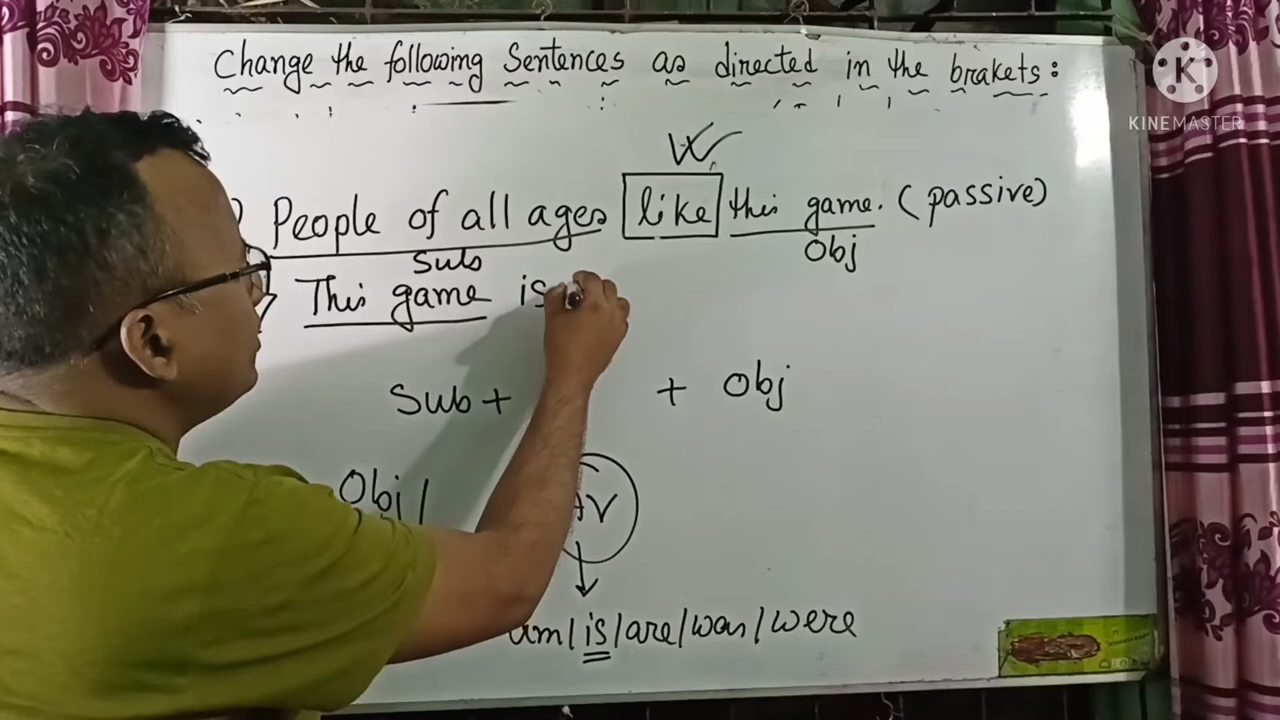 Change the following Sentences as directed in the brakets:
KINEMASTER
People of all ages like this game. (passive)
Sub Obj
This game is
Sub + + Obj
Obj/
am/is/are/was/were